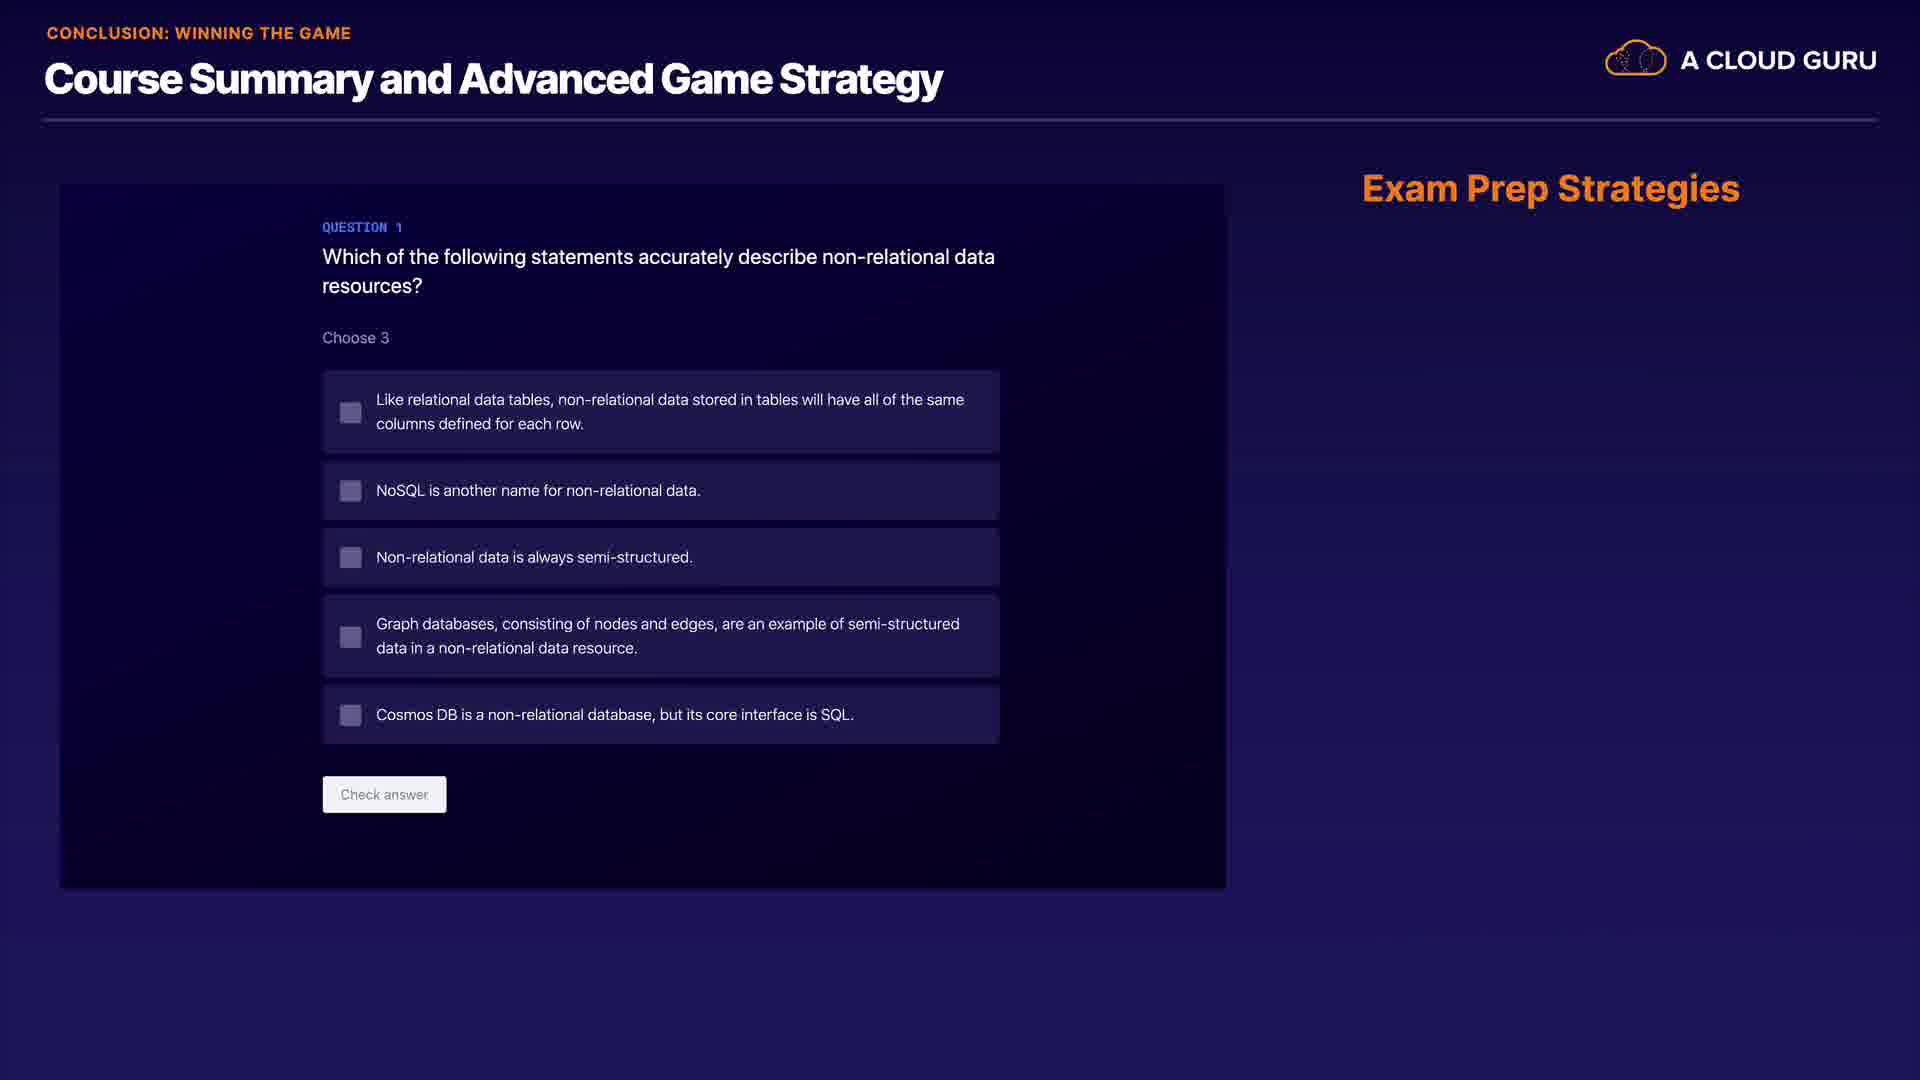 CONCLUSION: WINNING THE GAME
Course Summary and Advanced Game Strategy
A CLOUD GURU
Exam Prep Strategies
QUESTION 1
Which of the following statements accurately describe non-relational data
resources?
Choose 3
Like relational data tables, non-relational data stored in tables will have all of the same
columns defined for each row.
NoSQL is another name for non-relational data.
Non-relational data is always semi-structured.
Graph databases, consisting of nodes and edges, are an example of semi-structured
data in a non-relational data resource.
Cosmos DB is a non-relational database, but its core interface is SQL.
Check answer